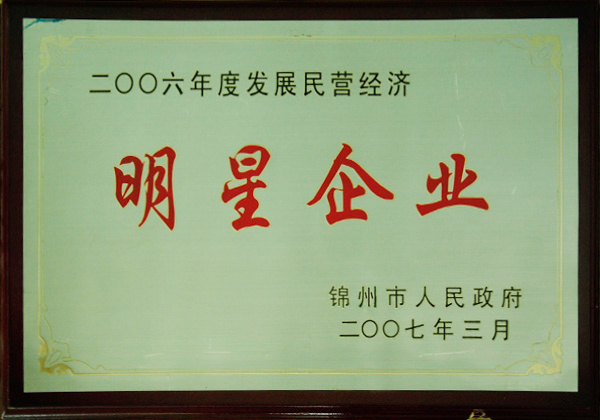 二〇〇六年度发展民营经济
明星企业
锦州市人民政府
二〇〇七年三月